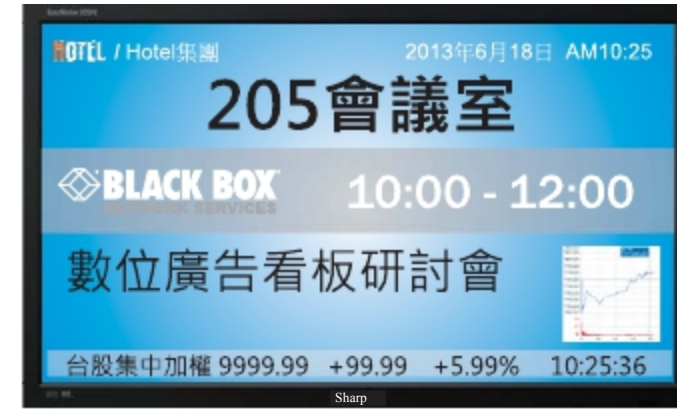 HOTEL / Hotel集團 2013年6月18日 AM10:25
205會議室
BLACK BOX 10:00 - 12:00
NETWORK SERVICES
數位廣告看板研討會
台股集中加權 9999.99 +99.99 +5.99% 10:25:36
Sharp